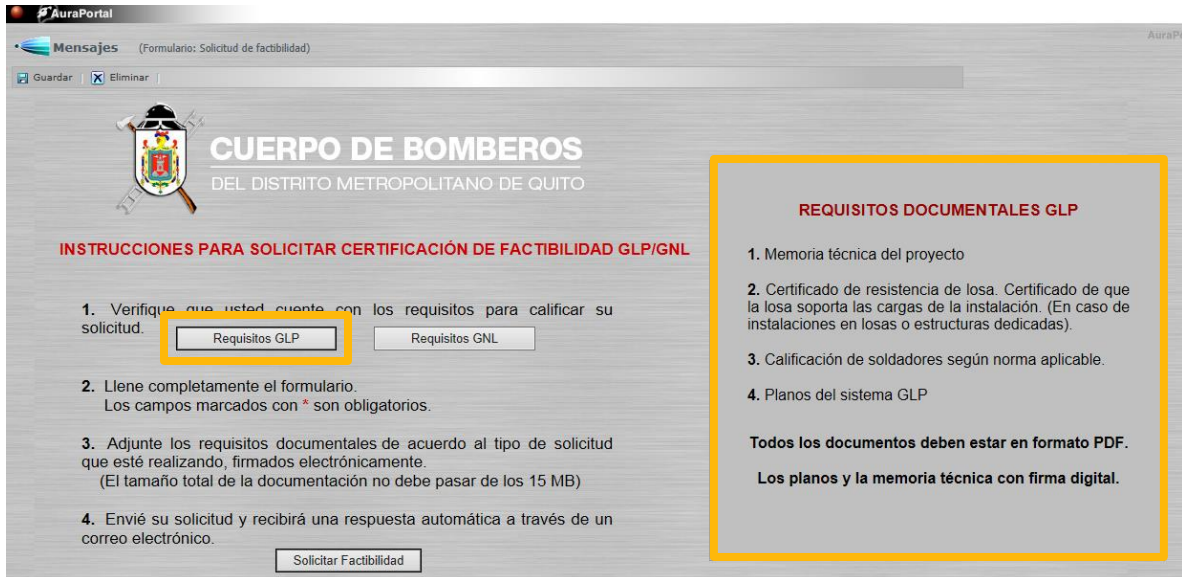 AuraPortal
AuraPo
Mensajes (Formulario: Solicitud de factibilidad)
Guardar | Eliminar |
CUERPO DE BOMBEROS
DEL DISTRITO METROPOLITANO DE QUITO
INSTRUCCIONES PARA SOLICITAR CERTIFICACIÓN DE FACTIBILIDAD GLP/GNL
1. Verifique que usted cuente con los requisitos para calificar su
solicitud.
Requisitos GLP
Requisitos GNL
2. Llene completamente el formulario.
Los campos marcados con * son obligatorios.
3. Adjunte los requisitos documentales de acuerdo al tipo de solicitud
que esté realizando, firmados electrónicamente.
(El tamaño total de la documentación no debe pasar de los 15 MB)
4. Envié su solicitud y recibirá una respuesta automática a través de un
correo electrónico.
Solicitar Factibilidad
REQUISITOS DOCUMENTALES GLP
1. Memoria técnica del proyecto
2. Certificado de resistencia de losa. Certificado de que
la losa soporta las cargas de la instalación. (En caso de
instalaciones en losas o estructuras dedicadas).
3. Calificación de soldadores según norma aplicable.
4. Planos del sistema GLP
Todos los documentos deben estar en formato PDF.
Los planos y la memoria técnica con firma digital.